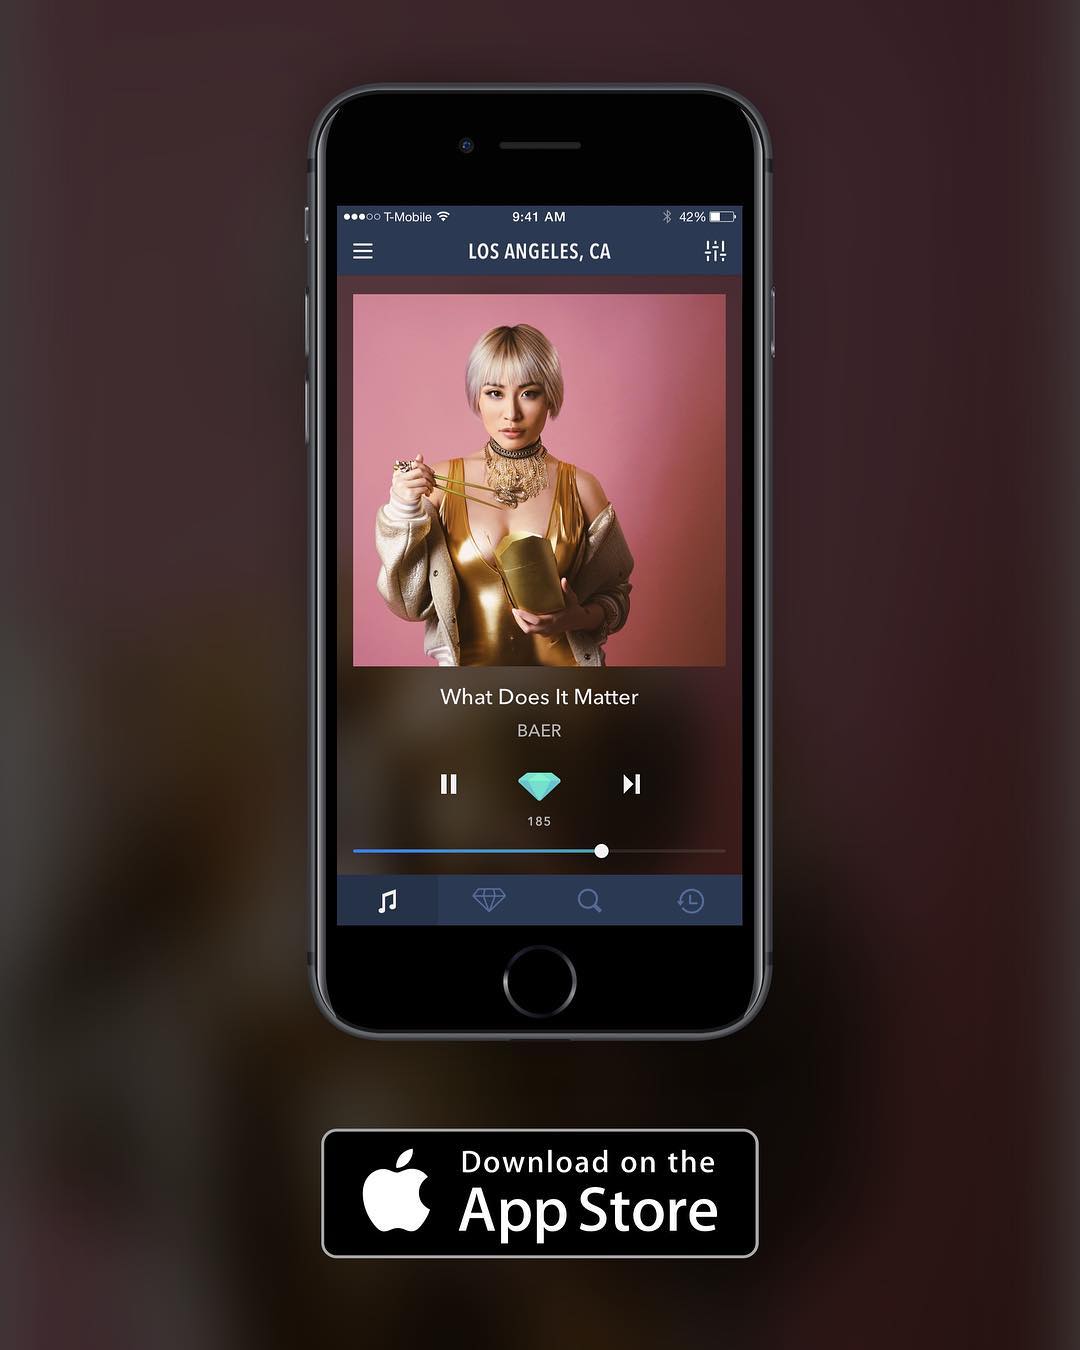 T-Mobile 9:41 AM 42%
LOS ANGELES, CA
What Does It Matter
BAER
185
Download on the
App Store